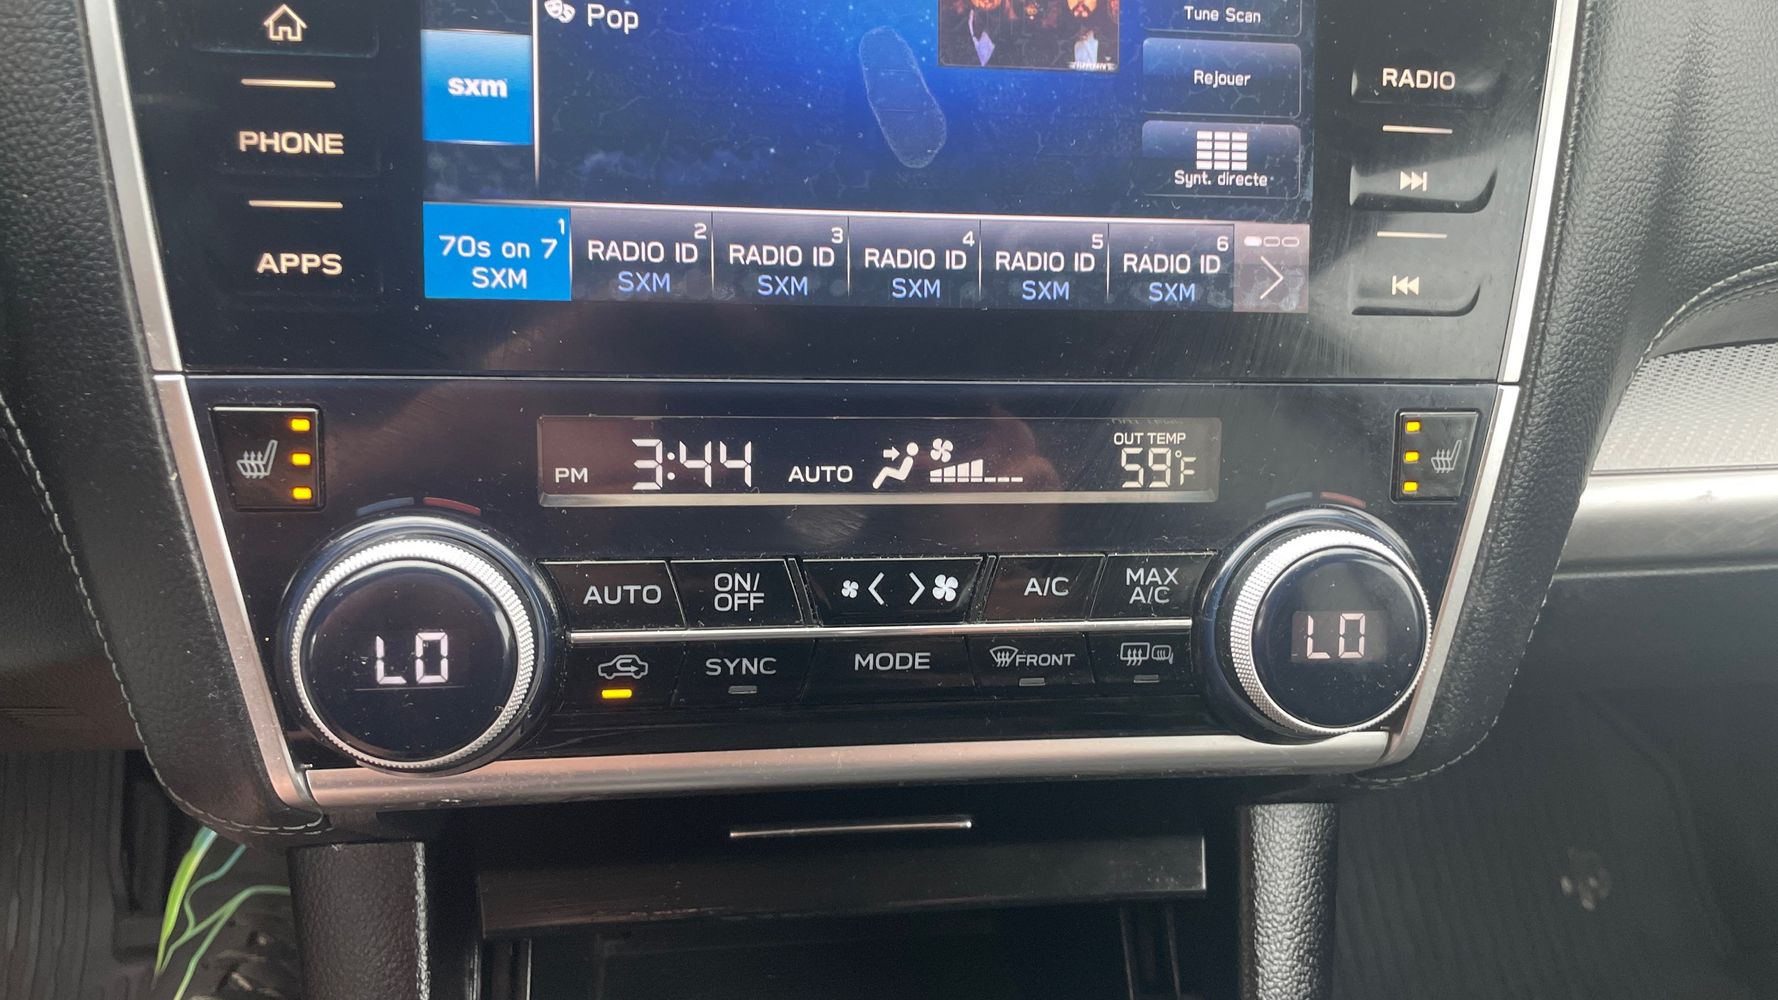 Pop
Tune Scan
sxm
Rejouer
RADIO
PHONE
Synt. directe
APPS
1
70s on 7
SXM
2
RADIO ID
SXM
3
RADIO ID
SXM
4
RADIO ID
SXM
5
RADIO ID
SXM
6
RADIO ID
SXM
PM 3:44 AUTO
OUT TEMP
59°F
AUTO
ON/
OFF
A/C
MAX
A/C
LO
LO
SYNC
MODE
FRONT